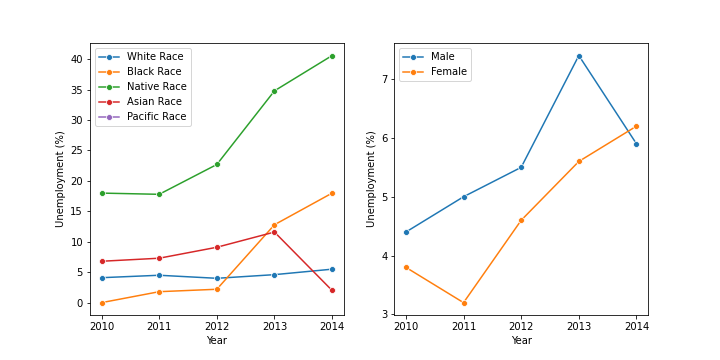 White Race
Black Race
Native Race
Asian Race
Pacific Race
Unemployment (%)
40
35
30
25
20
15
10
5
0
2010 2011 2012 2013 2014
Year
Male
Female
Unemployment (%)
7
6
5
4
3
2010 2011 2012 2013 2014
Year